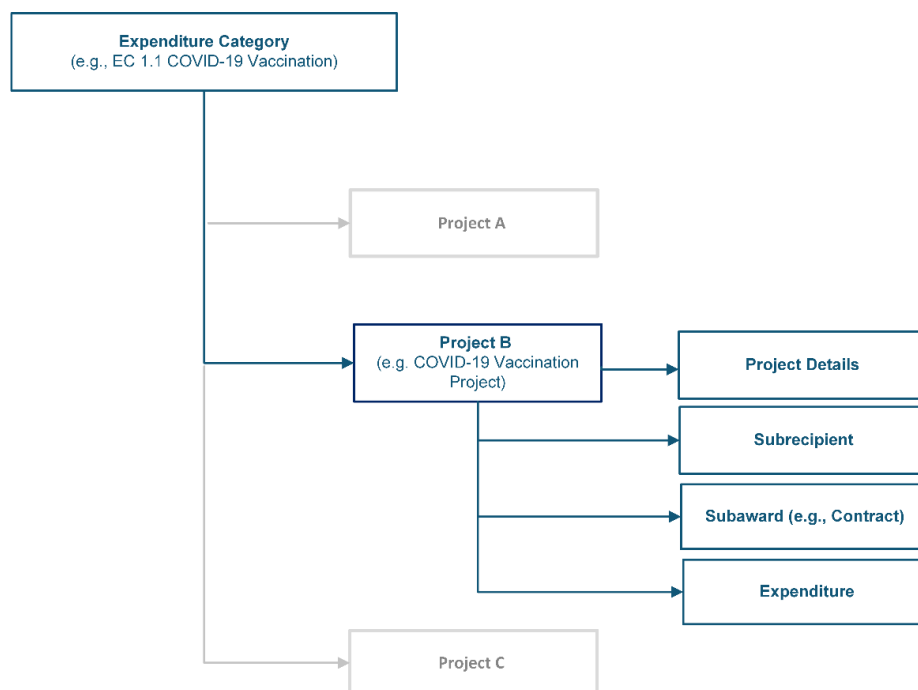 Expenditure Category
(e.g., EC 1.1 COVID-19 Vaccination)
Project A
Project B
(e.g. COVID-19 Vaccination
Project)
Project Details
Subrecipient
Subaward (e.g., Contract)
Expenditure
Project C